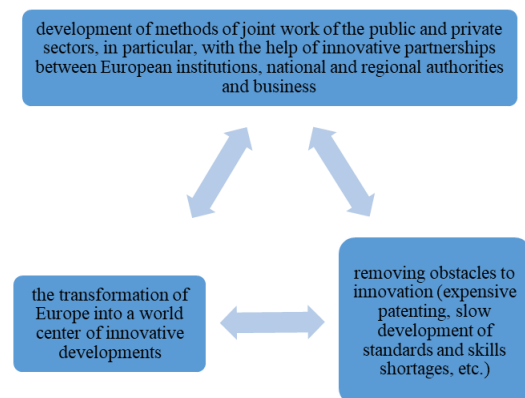 development of methods of joint work of the public and private
sectors, in particular, with the help of innovative partnerships
between European institutions, national and regional authorities
and business
the transformation of
Europe into a world
center of innovative
developments
removing obstacles to
innovation (expensive
patenting, slow
development of
standards and skills
shortages, etc.)